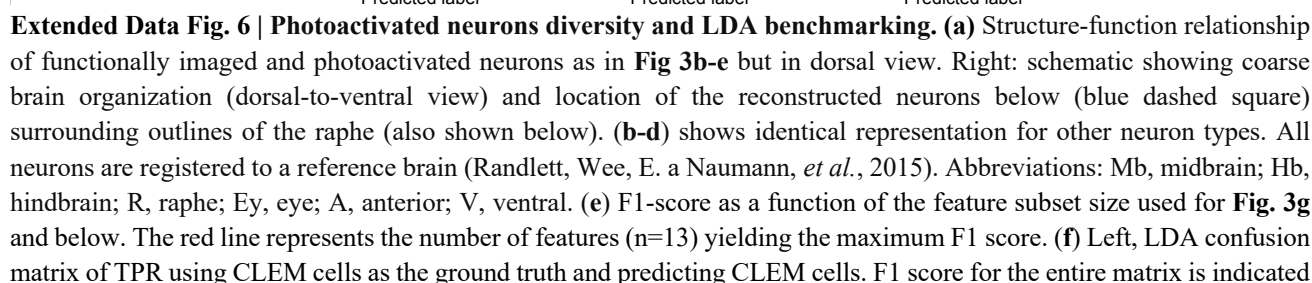 Predicted label Predicted label Predicted label
Extended Data Fig. 6 | Photoactivated neurons diversity and LDA benchmarking. (a) Structure-function relationship
of functionally imaged and photoactivated neurons as in Fig 3b-e but in dorsal view. Right: schematic showing coarse
brain organization (dorsal-to-ventral view) and location of the reconstructed neurons below (blue dashed square)
surrounding outlines of the raphe (also shown below). (b-d) shows identical representation for other neuron types. All
neurons are registered to a reference brain (Randlett, Wee, E. a Naumann, et al., 2015). Abbreviations: Mb, midbrain; Hb,
hindbrain; R, raphe; Ey, eye; A, anterior; V, ventral. (e) F1-score as a function of the feature subset size used for Fig. 3g
and below. The red line represents the number of features (n=13) yielding the maximum F1 score. (f) Left, LDA confusion
matrix of TPR using CLEM cells as the ground truth and predicting CLEM cells. F1 score for the entire matrix is indicated